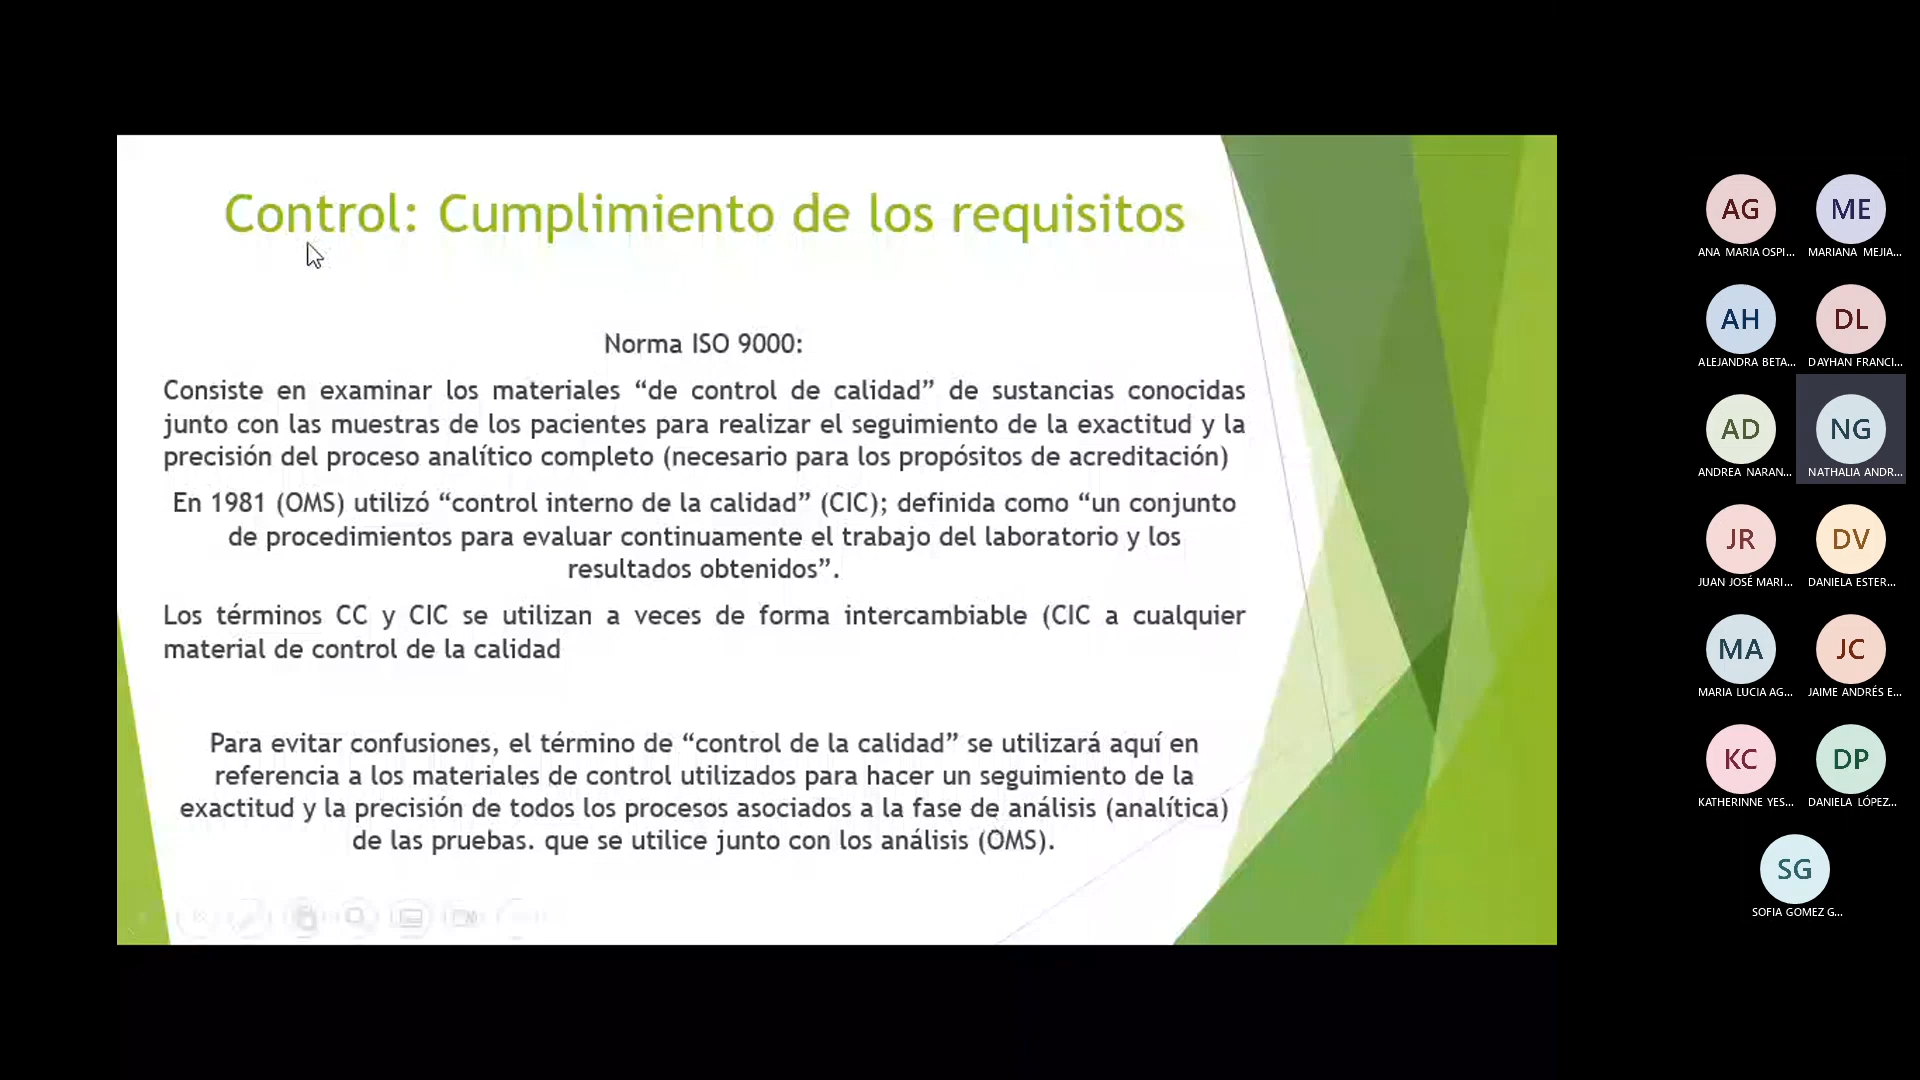 Control: Cumplimiento de los requisitos
Norma ISO 9000:
Consiste en examinar los materiales “de control de calidad” de sustancias conocidas
junto con las muestras de los pacientes para realizar el seguimiento de la exactitud y la
precisión del proceso analítico completo (necesario para los propósitos de acreditación)
En 1981 (OMS) utilizó “control interno de la calidad” (CIC); definida como “un conjunto
de procedimientos para evaluar continuamente el trabajo del laboratorio y los
resultados obtenidos”.
Los términos CC y CIC se utilizan a veces de forma intercambiable (CIC a cualquier
material de control de la calidad
Para evitar confusiones, el término de “control de la calidad” se utilizará aquí en
referencia a los materiales de control utilizados para hacer un seguimiento de la
exactitud y la precisión de todos los procesos asociados a la fase de análisis (analítica)
de las pruebas. que se utilice junto con los análisis (OMS).
AG
ANA MARIA OSPI...
ME
MARIANA MEJIA...
AH
ALEJANDRA BETA...
DL
DAYHAN FRANCI...
AD
ANDREA NARAN...
NG
NATHALIA ANDR...
JR
JUAN JOSÉ MARI...
DV
DANIELA ESTER...
MA
MARIA LUCIA AG...
JC
JAIME ANDRÉS E...
KC
KATHERINNE YES...
DP
DANIELA LÓPEZ...
SG
SOFIA GOMEZ G...